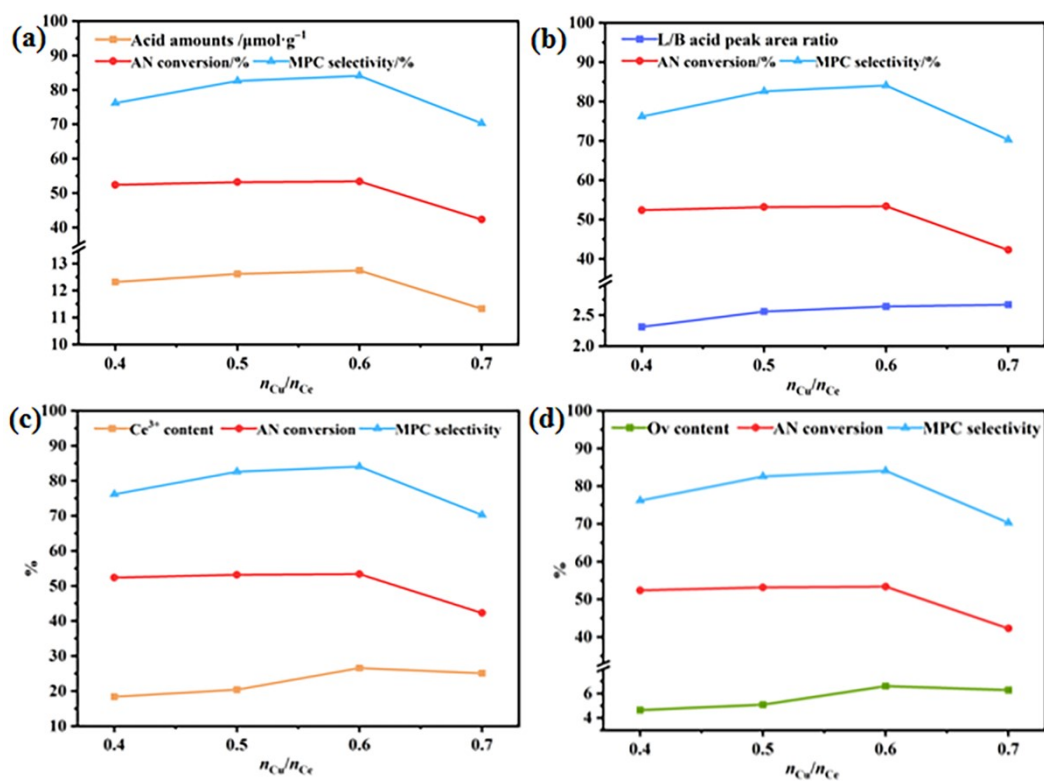 (a)
Acid amounts /μmol·g⁻¹
AN conversion/% MPC selectivity/%
100
90
80
70
60
50
40
13
12
11
10
0.4 0.5 0.6 0.7
nCu/nCe
(b)
L/B acid peak area ratio
AN conversion/% MPC selectivity/%
100
90
80
70
60
50
40
2.5
2.0
0.4 0.5 0.6 0.7
nCu/nCe
(c)
Ce³⁺ content AN conversion MPC selectivity
100
90
80
70
60
50
40
30
20
10
%
0.4 0.5 0.6 0.7
nCu/nCe
(d)
Ov content AN conversion MPC selectivity
100
90
80
70
60
50
40
6
4
%
0.4 0.5 0.6 0.7
nCu/nCe